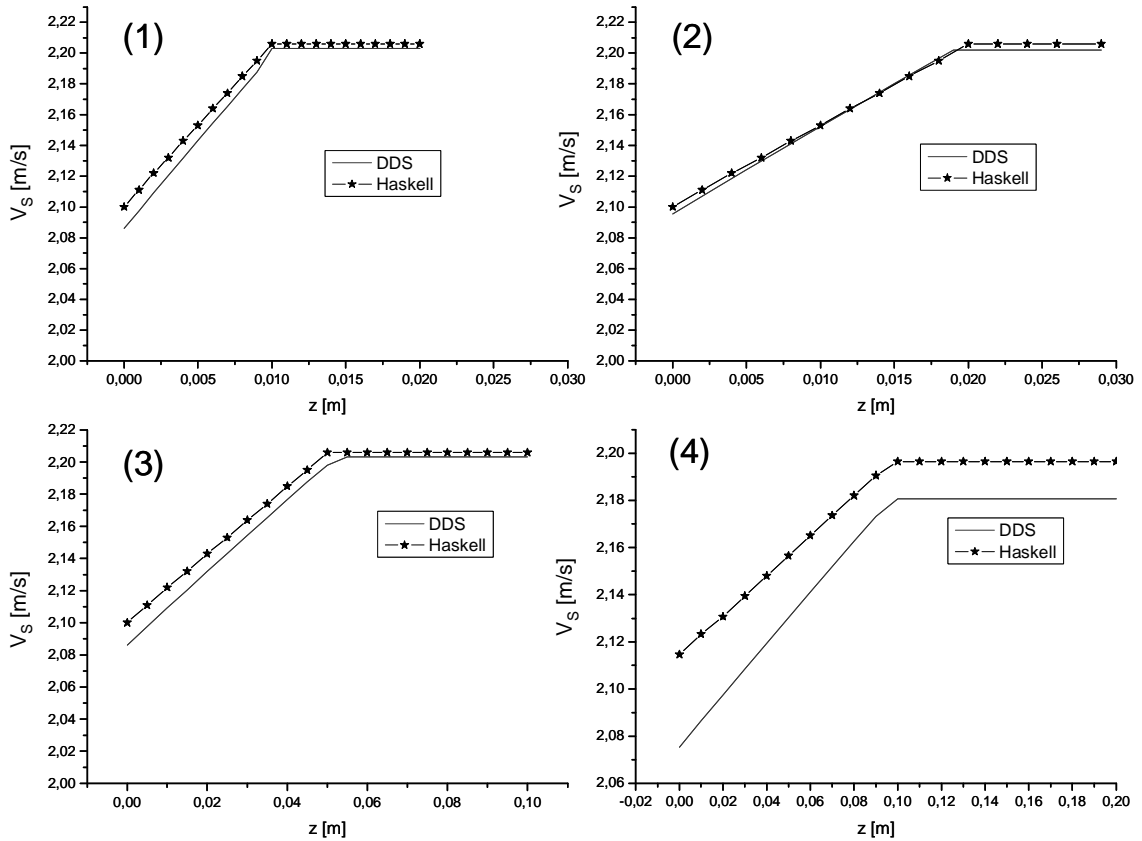 (1)
2,22
2,20
2,18
2,16
2,14
2,12
2,10
2,08
2,06
2,04
2,02
2,00
V_S [m/s]
DDS
Haskell
0,000 0,005 0,010 0,015 0,020 0,025 0,030
z [m]
(2)
2,22
2,20
2,18
2,16
2,14
2,12
2,10
2,08
2,06
2,04
2,02
2,00
V_S [m/s]
DDS
Haskell
0,000 0,005 0,010 0,015 0,020 0,025 0,030
z [m]
(3)
2,22
2,20
2,18
2,16
2,14
2,12
2,10
2,08
2,06
2,04
2,02
2,00
V_S [m/s]
DDS
Haskell
0,00 0,02 0,04 0,06 0,08 0,10
z [m]
(4)
2,20
2,18
2,16
2,14
2,12
2,10
2,08
2,06
V_S [m/s]
DDS
Haskell
-0,02 0,00 0,02 0,04 0,06 0,08 0,10 0,12 0,14 0,16 0,18 0,20
z [m]